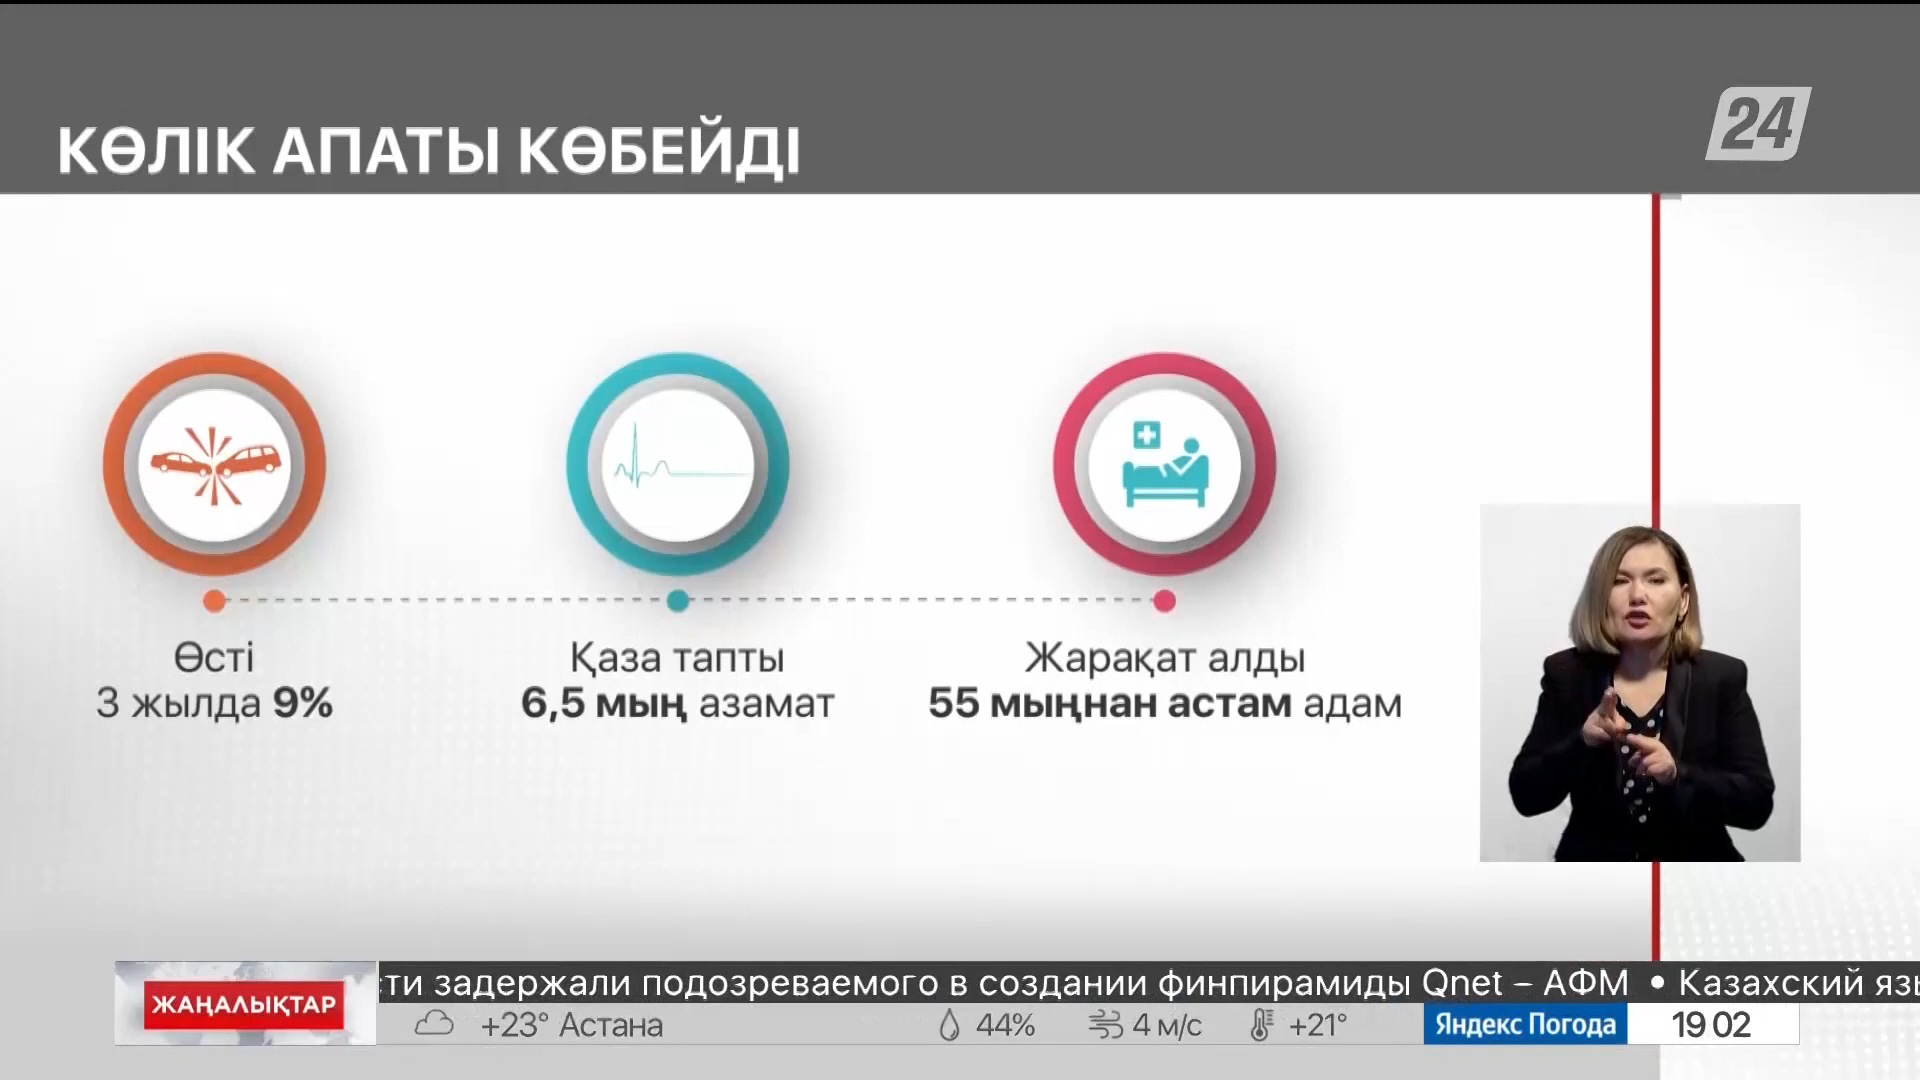 КӨЛІК АПАТЫ КӨБЕЙДІ
24
Өсті
3 жылда 9%
Қаза тапты
6,5 мың азамат
Жарақат алды
55 мыңнан астам адам
ЖАҢАЛЫҚТАР
сти задержали подозреваемого в создании финпирамиды Qnet – АФМ • Казахский язы
+23° Астана
44%
4 м/с
+21°
Яндекс Погода
19 02